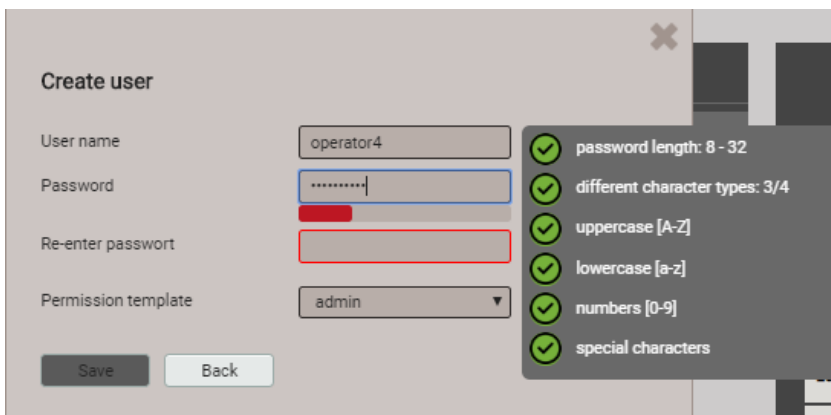 Create user
User name
operator4
Password
••••••••••
Re-enter passwort
Permission template
admin
Save
Back
password length: 8 - 32
different character types: 3/4
uppercase [A-Z]
lowercase [a-z]
numbers [0-9]
special characters